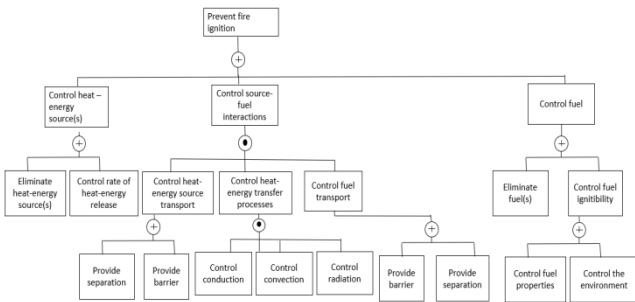 Prevent fire
ignition
Control heat –
energy
source(s)
Control source-
fuel
interactions
Control fuel
Eliminate
heat-energy
source(s)
Control rate of
heat-energy
release
Control heat-
energy source
transport
Control heat-
energy transfer
processes
Control fuel
transport
Eliminate
fuel(s)
Control fuel
ignitibility
Provide
separation
Provide
barrier
Control
conduction
Control
convection
Control
radiation
Provide
barrier
Provide
separation
Control fuel
properties
Control the
environment